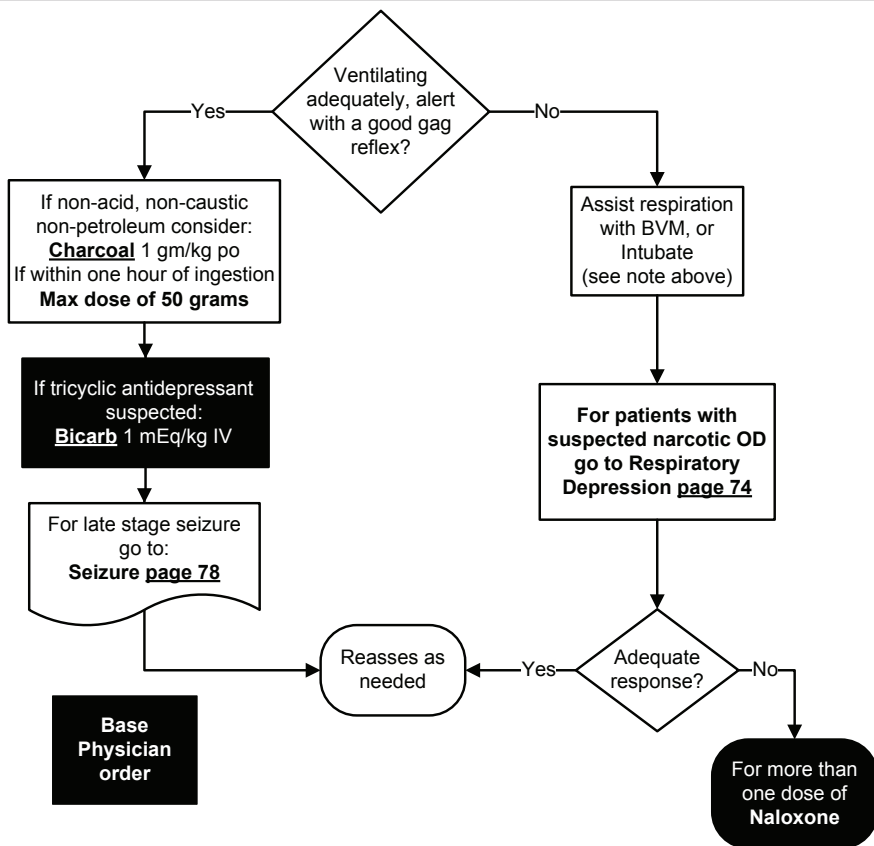 Ventilating
adequately, alert
with a good gag
reflex?
Yes
No
If non-acid, non-caustic
non-petroleum consider:
Charcoal 1 gm/kg po
If within one hour of ingestion
Max dose of 50 grams
Assist respiration
with BVM, or
Intubate
(see note above)
If tricyclic antidepressant
suspected:
Bicarb 1 mEq/kg IV
For patients with
suspected narcotic OD
go to Respiratory
Depression page 74
For late stage seizure
go to:
Seizure page 78
Reasses as
needed
Yes
Adequate
response?
No
Base
Physician
order
For more than
one dose of
Naloxone